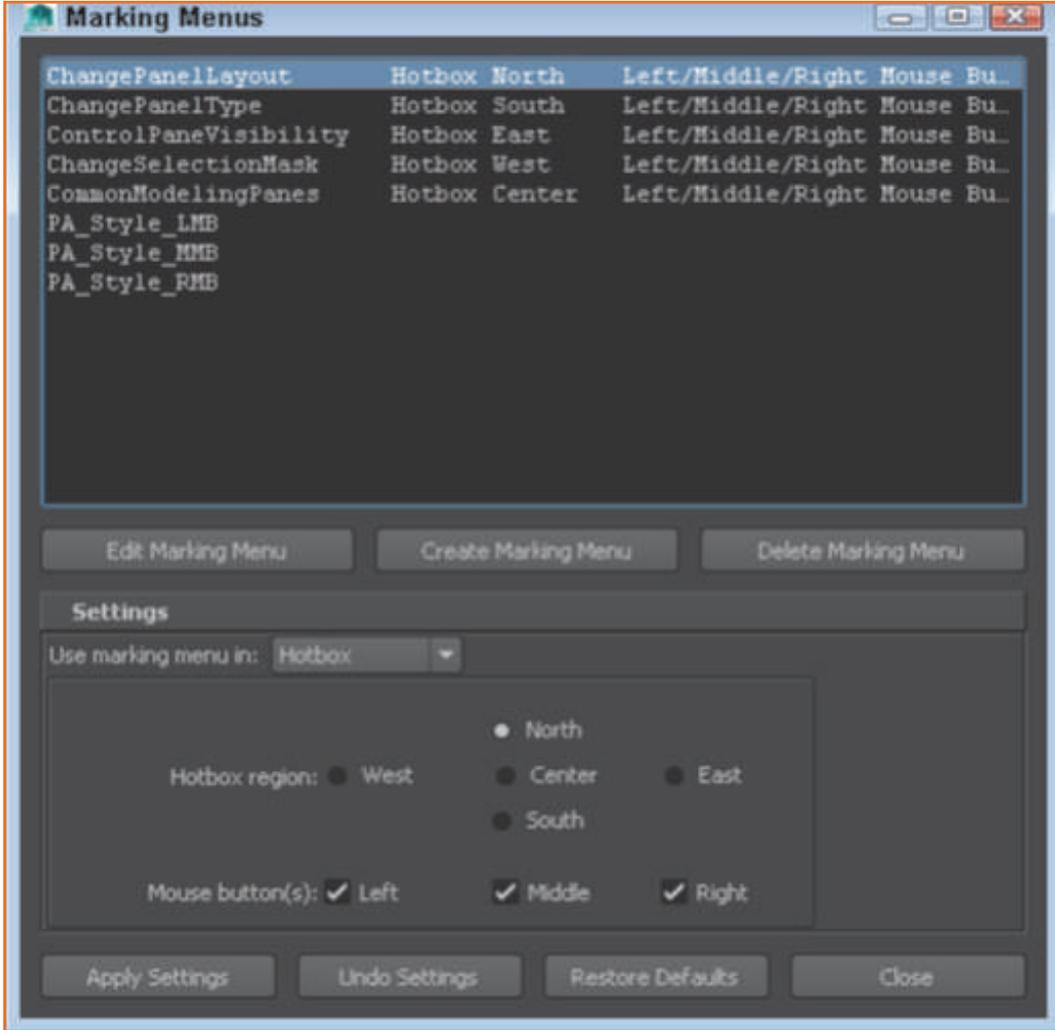 Marking Menus
ChangePanelLayout Hotbox North Left/Middle/Right Mouse Bu…
ChangePanelType Hotbox South Left/Middle/Right Mouse Bu…
ControlPaneVisibility Hotbox East Left/Middle/Right Mouse Bu…
ChangeSelectionMask Hotbox West Left/Middle/Right Mouse Bu…
CommonModelingPanes Hotbox Center Left/Middle/Right Mouse Bu…
PA_Style_LMB
PA_Style_MMB
PA_Style_RMB
Edit Marking Menu Create Marking Menu Delete Marking Menu
Settings
Use marking menu in: Hotbox
North
Hotbox region: West Center East
South
Mouse button(s): Left Middle Right
Apply Settings Undo Settings Restore Defaults Close